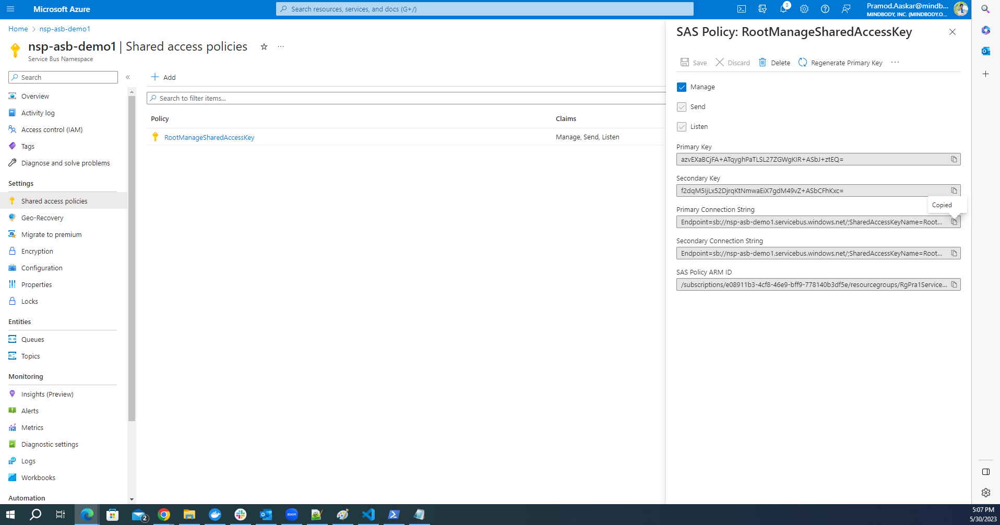 Microsoft Azure
Search resources, services, and docs (G+/)
3
Pramod.Aaskar@mindb...
MINDBODY, INC. (MINDBODY.O...
Home > nsp-asb-demo1
nsp-asb-demo1 | Shared access policies
Service Bus Namespace
Search
Overview
Activity log
Access control (IAM)
Tags
Diagnose and solve problems
Settings
Shared access policies
Geo-Recovery
Migrate to premium
Encryption
Configuration
Properties
Locks
Entities
Queues
Topics
Monitoring
Insights (Preview)
Alerts
Metrics
Diagnostic settings
Logs
Workbooks
Automation
Add
Search to filter items...
Policy Claims
RootManageSharedAccessKey Manage, Send, Listen
SAS Policy: RootManageSharedAccessKey
Save Discard Delete Regenerate Primary Key ...
Manage
Send
Listen
Primary Key
azvEXaBCjFA+ATqyghPaTLSL27ZGWgKIR+ASbJ+ztEQ=
Secondary Key
f2dqM5IjLx52DjrqKtNmwaEiX7gdM49vZ+ASbCFhKxc=
Copied
Primary Connection String
Endpoint=sb://nsp-asb-demo1.servicebus.windows.net/;SharedAccessKeyName=Root...
Secondary Connection String
Endpoint=sb://nsp-asb-demo1.servicebus.windows.net/;SharedAccessKeyName=Root...
SAS Policy ARM ID
/subscriptions/e08911b3-4cf8-46e9-bff9-778140b3df5e/resourcegroups/RgPra1Service...
2
zoom
5:07 PM
5/30/2023